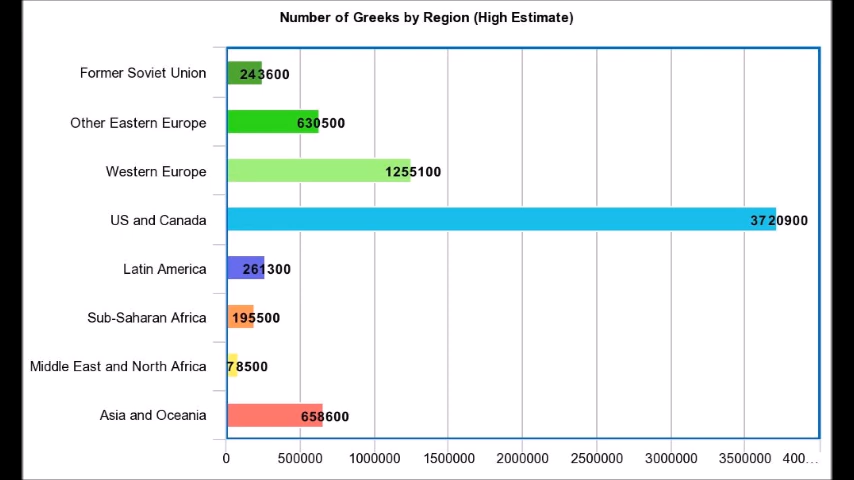 Number of Greeks by Region (High Estimate)
Former Soviet Union 243600
Other Eastern Europe 630500
Western Europe 1255100
US and Canada 3720900
Latin America 261300
Sub-Saharan Africa 195500
Middle East and North Africa 78500
Asia and Oceania 658600
0 500000 1000000 1500000 2000000 2500000 3000000 3500000 400...